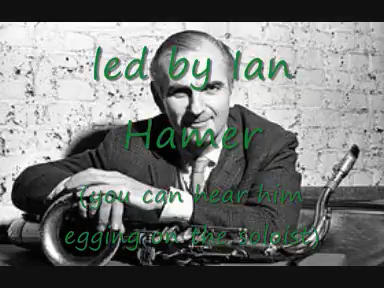 led by Ian
Hamer
(you can hear him
egging on the soloist)